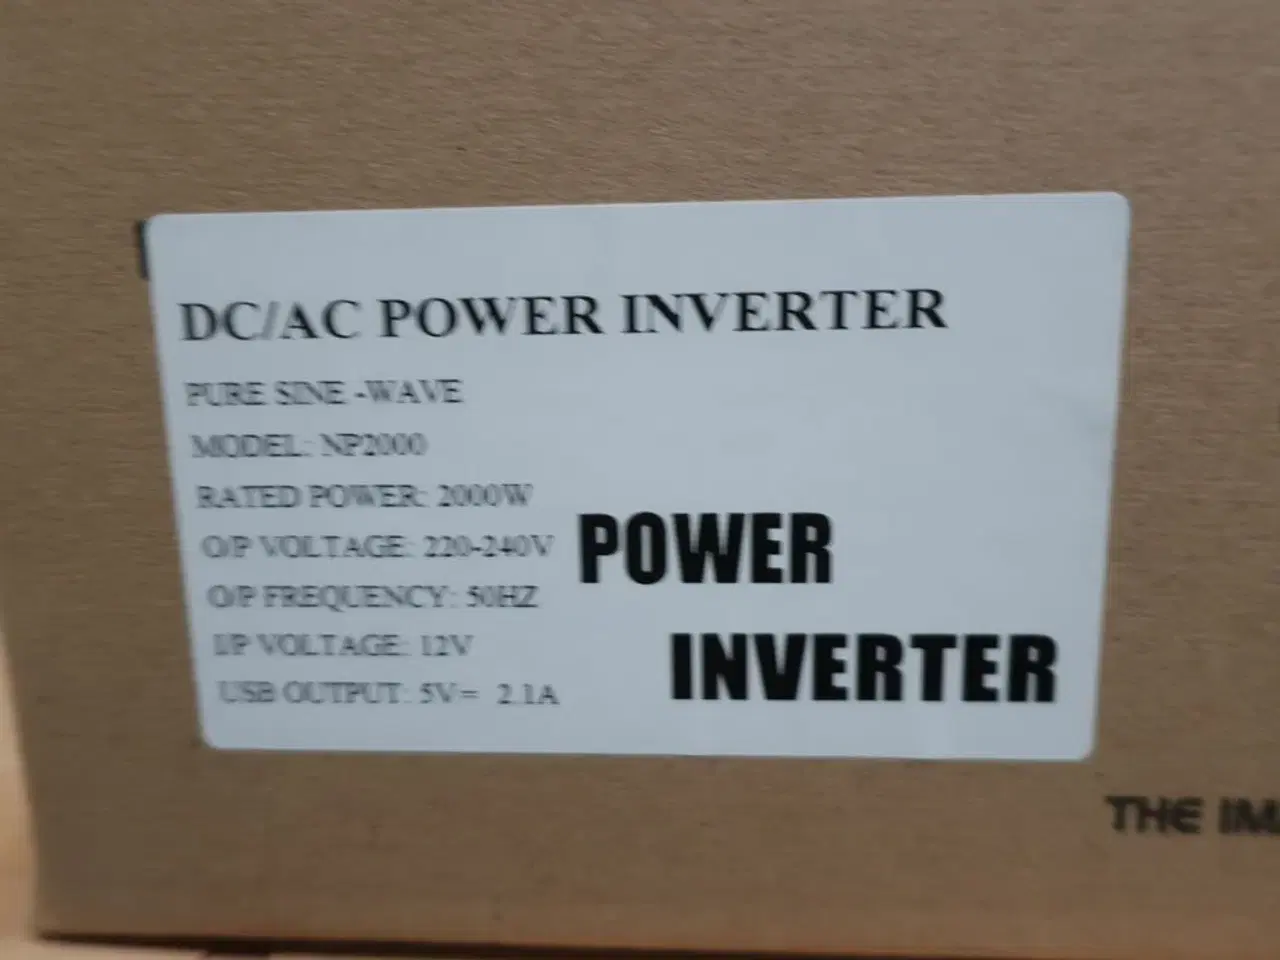 DC/AC POWER INVERTER
PURE SINE -WAVE
MODEL: NP2000
RATED POWER: 2000W
O/P VOLTAGE: 220-240V
O/P FREQUENCY: 50HZ
I/P VOLTAGE: 12V
USB OUTPUT: 5V= 2.1A
POWER
INVERTER
THE